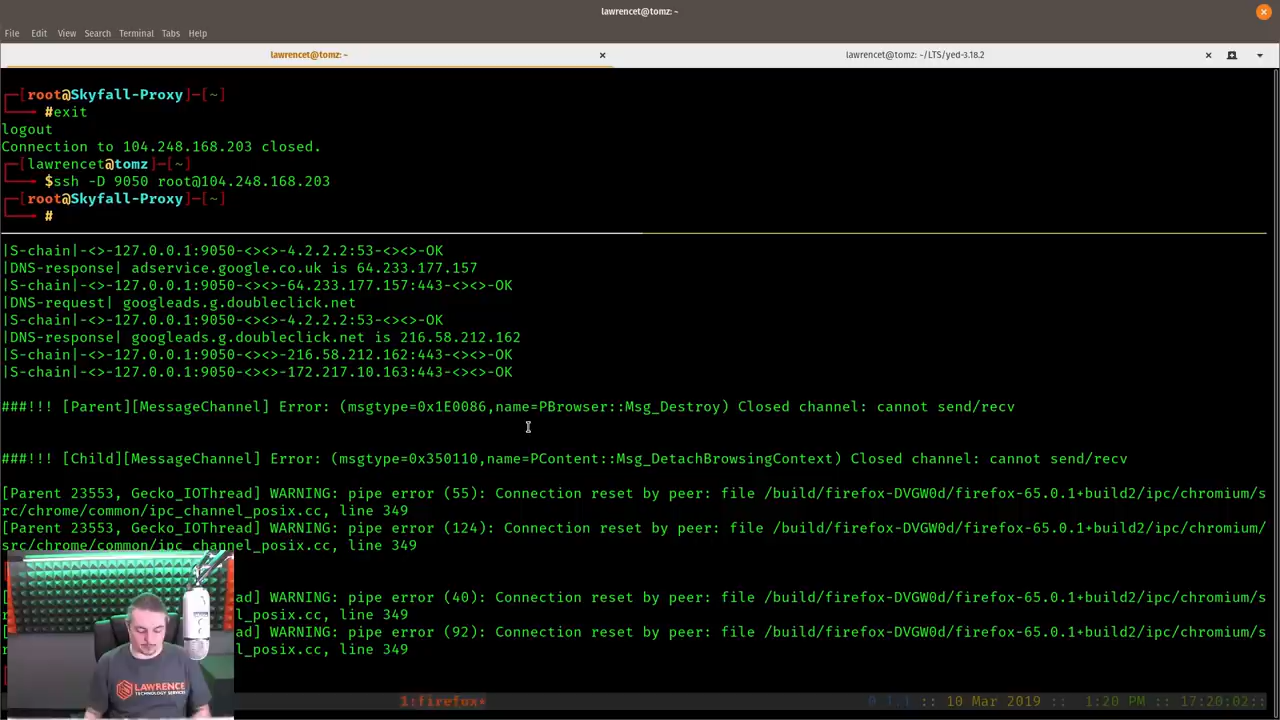 lawrencet@tomz: ~
File Edit View Search Terminal Tabs Help
lawrencet@tomz: ~ lawrencet@tomz: ~/LTS/yed-3.18.2
┌─[root@Skyfall-Proxy]─[~]
└──╼ #exit
logout
Connection to 104.248.168.203 closed.
┌─[lawrencet@tomz]─[~]
└──╼ $ssh -D 9050 root@104.248.168.203
┌─[root@Skyfall-Proxy]─[~]
└──╼ #
|S-chain|-<>-127.0.0.1:9050-<><>-4.2.2.2:53-<><>-OK
|DNS-response| adservice.google.co.uk is 64.233.177.157
|S-chain|-<>-127.0.0.1:9050-<><>-64.233.177.157:443-<><>-OK
|DNS-request| googleads.g.doubleclick.net
|S-chain|-<>-127.0.0.1:9050-<><>-4.2.2.2:53-<><>-OK
|DNS-response| googleads.g.doubleclick.net is 216.58.212.162
|S-chain|-<>-127.0.0.1:9050-<><>-216.58.212.162:443-<><>-OK
|S-chain|-<>-127.0.0.1:9050-<><>-172.217.10.163:443-<><>-OK
###!!! [Parent][MessageChannel] Error: (msgtype=0x1E0086,name=PBrowser::Msg_Destroy) Closed channel: cannot send/recv
###!!! [Child][MessageChannel] Error: (msgtype=0x350110,name=PContent::Msg_DetachBrowsingContext) Closed channel: cannot send/recv
[Parent 23553, Gecko_IOThread] WARNING: pipe error (55): Connection reset by peer: file /build/firefox-DVGW0d/firefox-65.0.1+build2/ipc/chromium/s
rc/chrome/common/ipc_channel_posix.cc, line 349
[Parent 23553, Gecko_IOThread] WARNING: pipe error (124): Connection reset by peer: file /build/firefox-DVGW0d/firefox-65.0.1+build2/ipc/chromium/
src/chrome/common/ipc_channel_posix.cc, line 349
ad] WARNING: pipe error (40): Connection reset by peer: file /build/firefox-DVGW0d/firefox-65.0.1+build2/ipc/chromium/s
l_posix.cc, line 349
ad] WARNING: pipe error (92): Connection reset by peer: file /build/firefox-DVGW0d/firefox-65.0.1+build2/ipc/chromium/s
l_posix.cc, line 349
LAWRENCE
TECHNOLOGY SERVICES
1:firefox* 0 1.1 :: 10 Mar 2019 :: 1:20 PM :: 17:20:02::